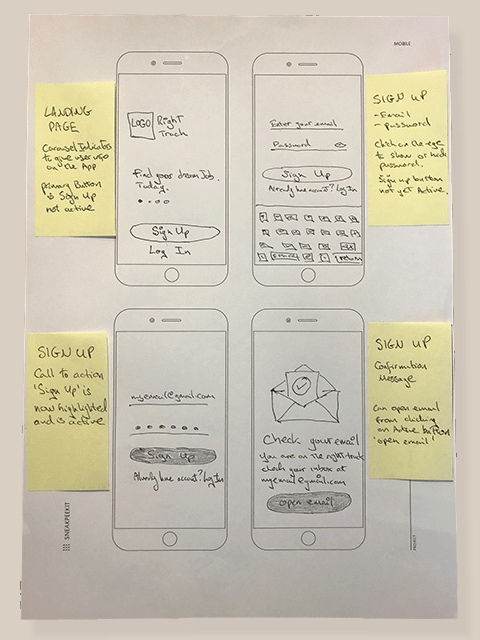 MOBILE
LANDING
PAGE
Carousel Indicates
to give user info
on the App
primary Button
Sign Up
not active
LOGO
Right
Track
Find your dream Job.
Today.
Sign Up
Log In
Enter your email
Password
Sign Up
Already have account? Log In
return
SIGN UP
- Email
- Password
Click on the eye
to show or hide
password.
Sign up button
not yet Active.
SIGN UP
Call to action
'Sign Up' is
now highlighted
and is active
myemail@gmail.com
Sign Up
Already have account? Log In
Check your email
You are on the right track
check your inbox at
myemail@gmail.com
open email
SIGN UP
Confirmation
Message
Can open email
from clicking
on Active button
'open email'
SNEAKPEEKIT
PROJECT